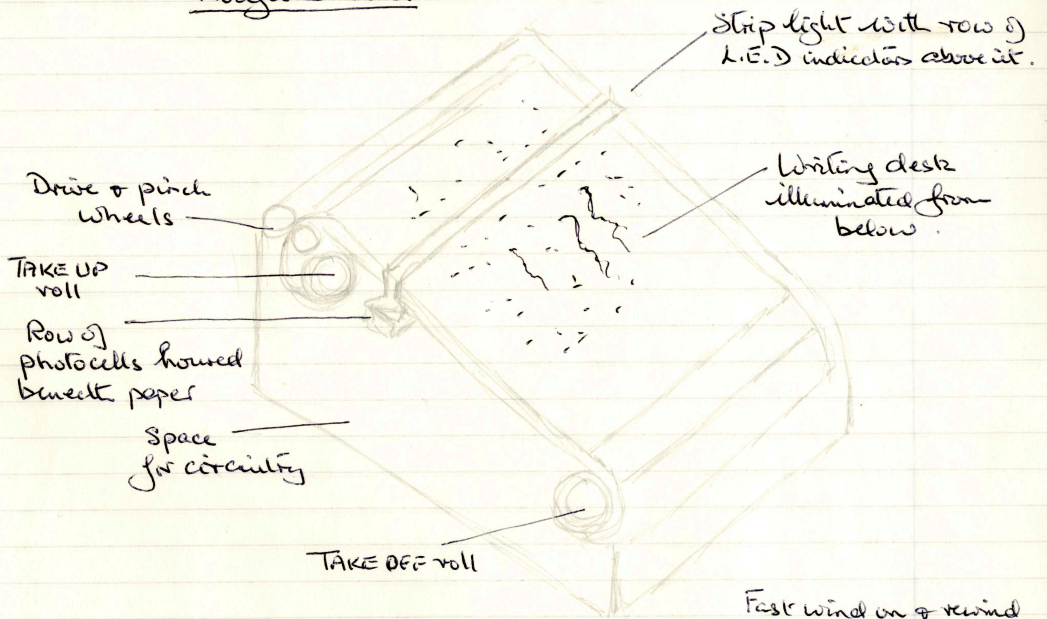 Strip light with row of
L.E.D indicators above it.
Writing desk
illuminated from
below.
Drive & pinch
wheels
TAKE UP
roll
Row of
photocells housed
beneath paper
Space
for circuitry
TAKE OFF roll
Fast wind on & rewind